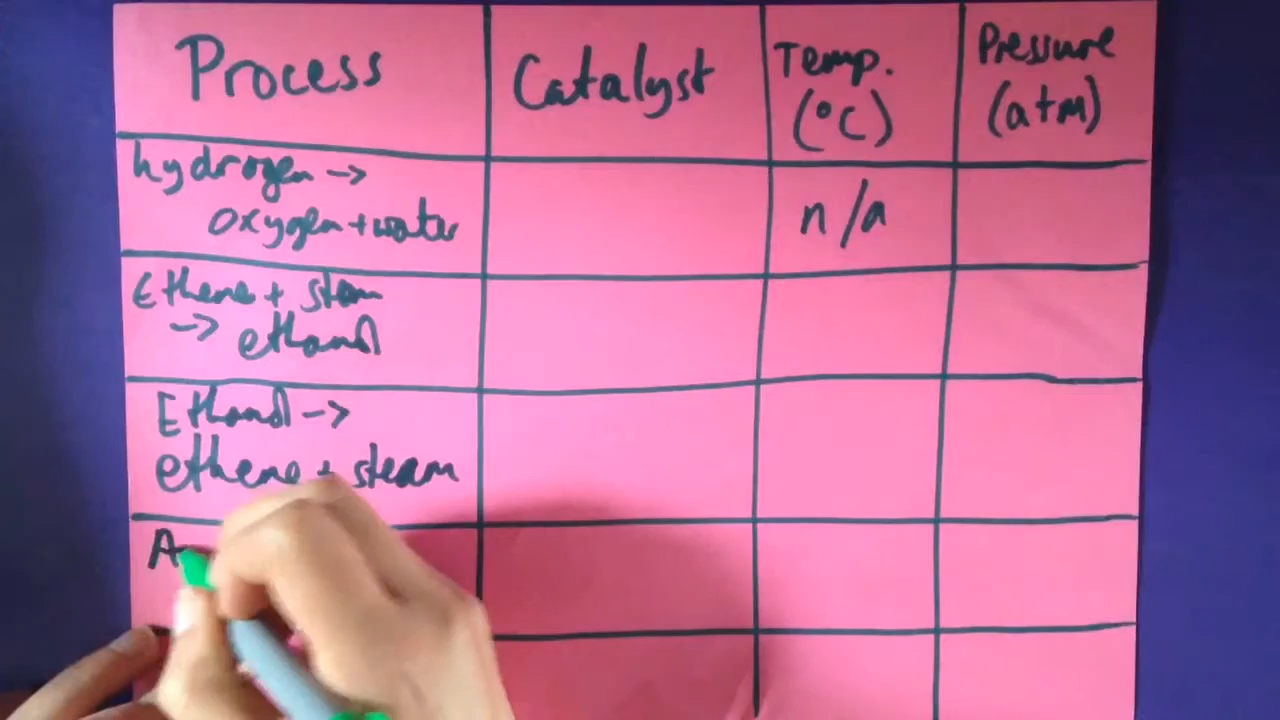 Process
Catalyst
Temp.
(°C)
Pressure
(atm)
hydrogen →
oxygen + water
n/a
Ethene + steam
→ ethanol
Ethanol →
ethene + steam
A